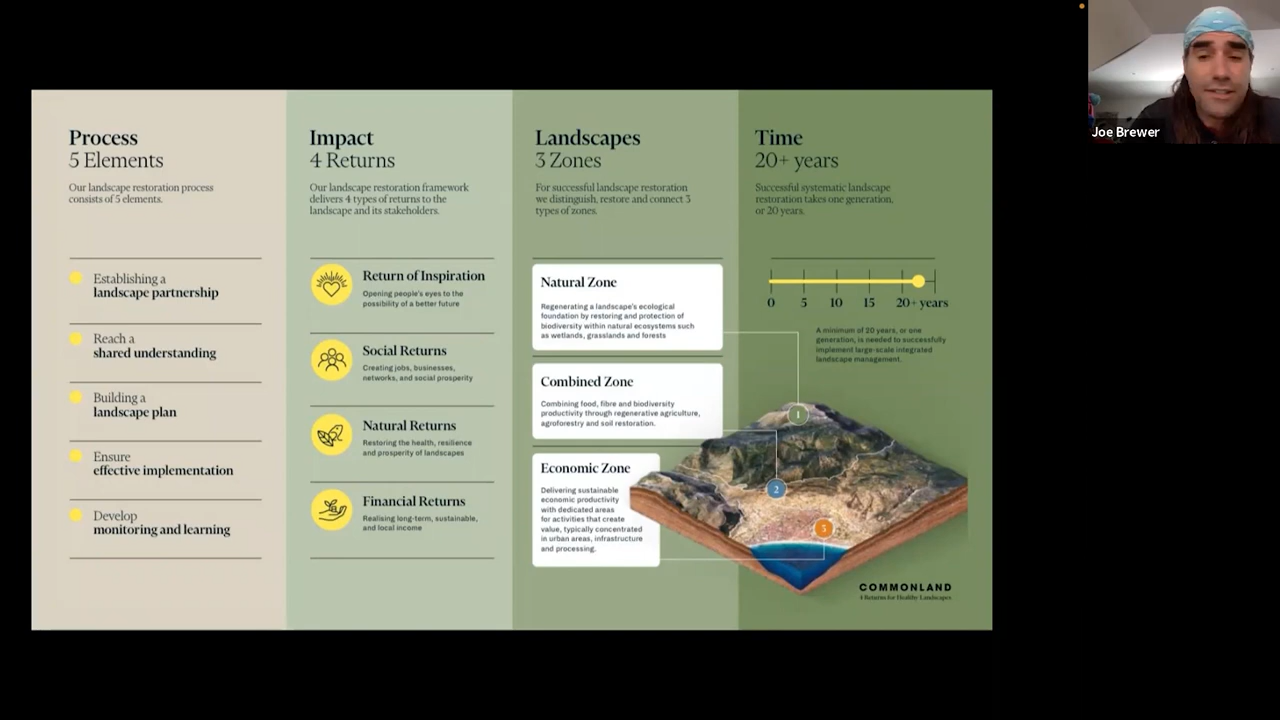 Joe Brewer
Process
5 Elements
Our landscape restoration process
consists of 5 elements.
Establishing a
landscape partnership
Reach a
shared understanding
Building a
landscape plan
Ensure
effective implementation
Develop
monitoring and learning
Impact
4 Returns
Our landscape restoration framework
delivers 4 types of returns to the
landscape and its stakeholders.
Return of Inspiration
Opening people's eyes to the
possibility of a better future
Social Returns
Creating jobs, businesses,
networks, and social prosperity
Natural Returns
Restoring the health, resilience
and prosperity of landscapes
Financial Returns
Realising long-term, sustainable,
and local income
Landscapes
3 Zones
For successful landscape restoration
we distinguish, restore and connect 3
types of zones.
Natural Zone
Regenerating a landscape's ecological
foundation by restoring and protection of
biodiversity within natural ecosystems such
as wetlands, grasslands and forests
Combined Zone
Combining food, fibre and biodiversity
productivity through regenerative agriculture,
agroforestry and soil restoration.
Economic Zone
Delivering sustainable
economic productivity
with dedicated areas
for activities that create
value, typically concentrated
in urban areas, infrastructure
and processing.
Time
20+ years
Successful systematic landscape
restoration takes one generation,
or 20 years.
0 5 10 15 20+ years
A minimum of 20 years, or one
generation, is needed to successfully
implement large-scale integrated
landscape management.
1
2
3
COMMONLAND
4 Returns for Healthy Landscapes